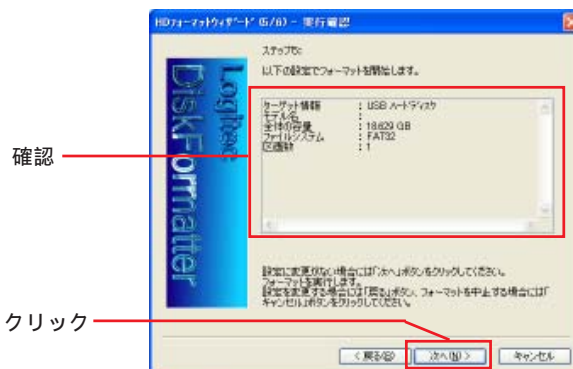 HDフォーマットウィザード (5/6) - 実行確認
ステップ5:
以下の設定でフォーマットを開始します。
Logitec
DiskFormatter
ターゲット情報 : USB ハードディスク
モデル名 :
全体の容量 : 18.629 GB
ファイルシステム : FAT32
区画数 : 1
確認
設定に変更がない場合には「次へ」ボタンをクリックしてください。
フォーマットを実行します。
設定を変更する場合には「戻る」ボタン、フォーマットを中止する場合には「
キャンセル」ボタンをクリックしてください。
クリック
< 戻る(B)
次へ(N) >
キャンセル